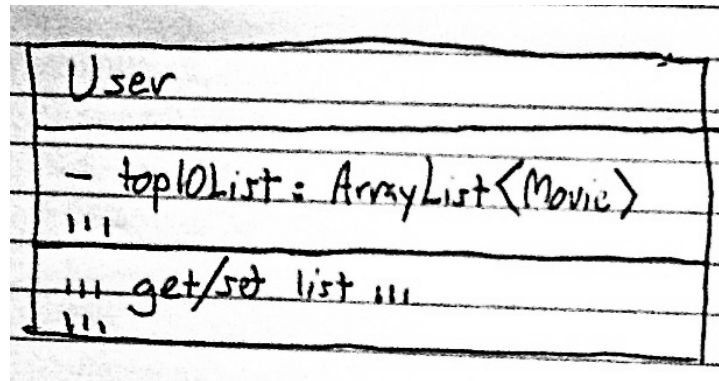 User
- top10List: ArrayList<Movie>
...
... get/set list ...
...